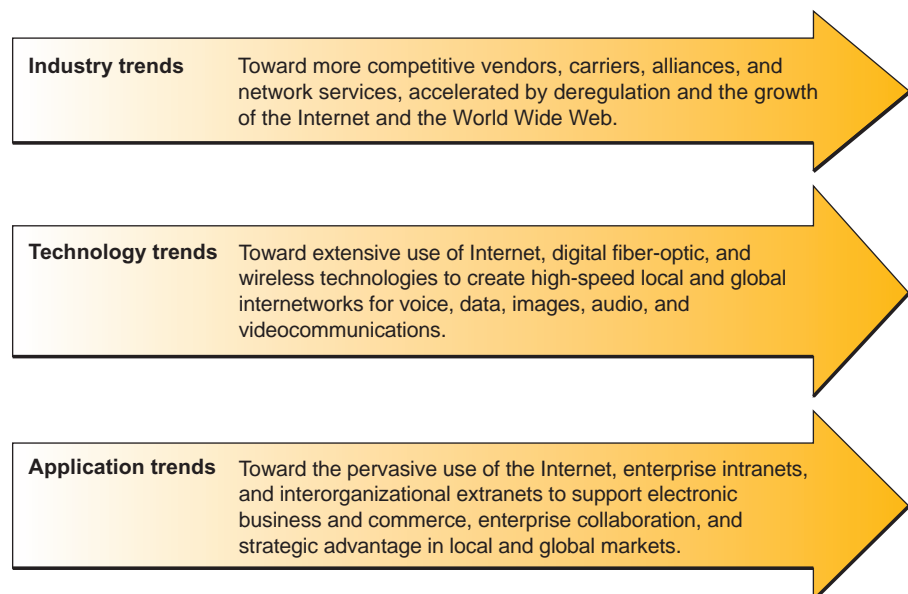 Industry trends Toward more competitive vendors, carriers, alliances, and
network services, accelerated by deregulation and the growth
of the Internet and the World Wide Web.
Technology trends Toward extensive use of Internet, digital fiber-optic, and
wireless technologies to create high-speed local and global
internetworks for voice, data, images, audio, and
videocommunications.
Application trends Toward the pervasive use of the Internet, enterprise intranets,
and interorganizational extranets to support electronic
business and commerce, enterprise collaboration, and
strategic advantage in local and global markets.